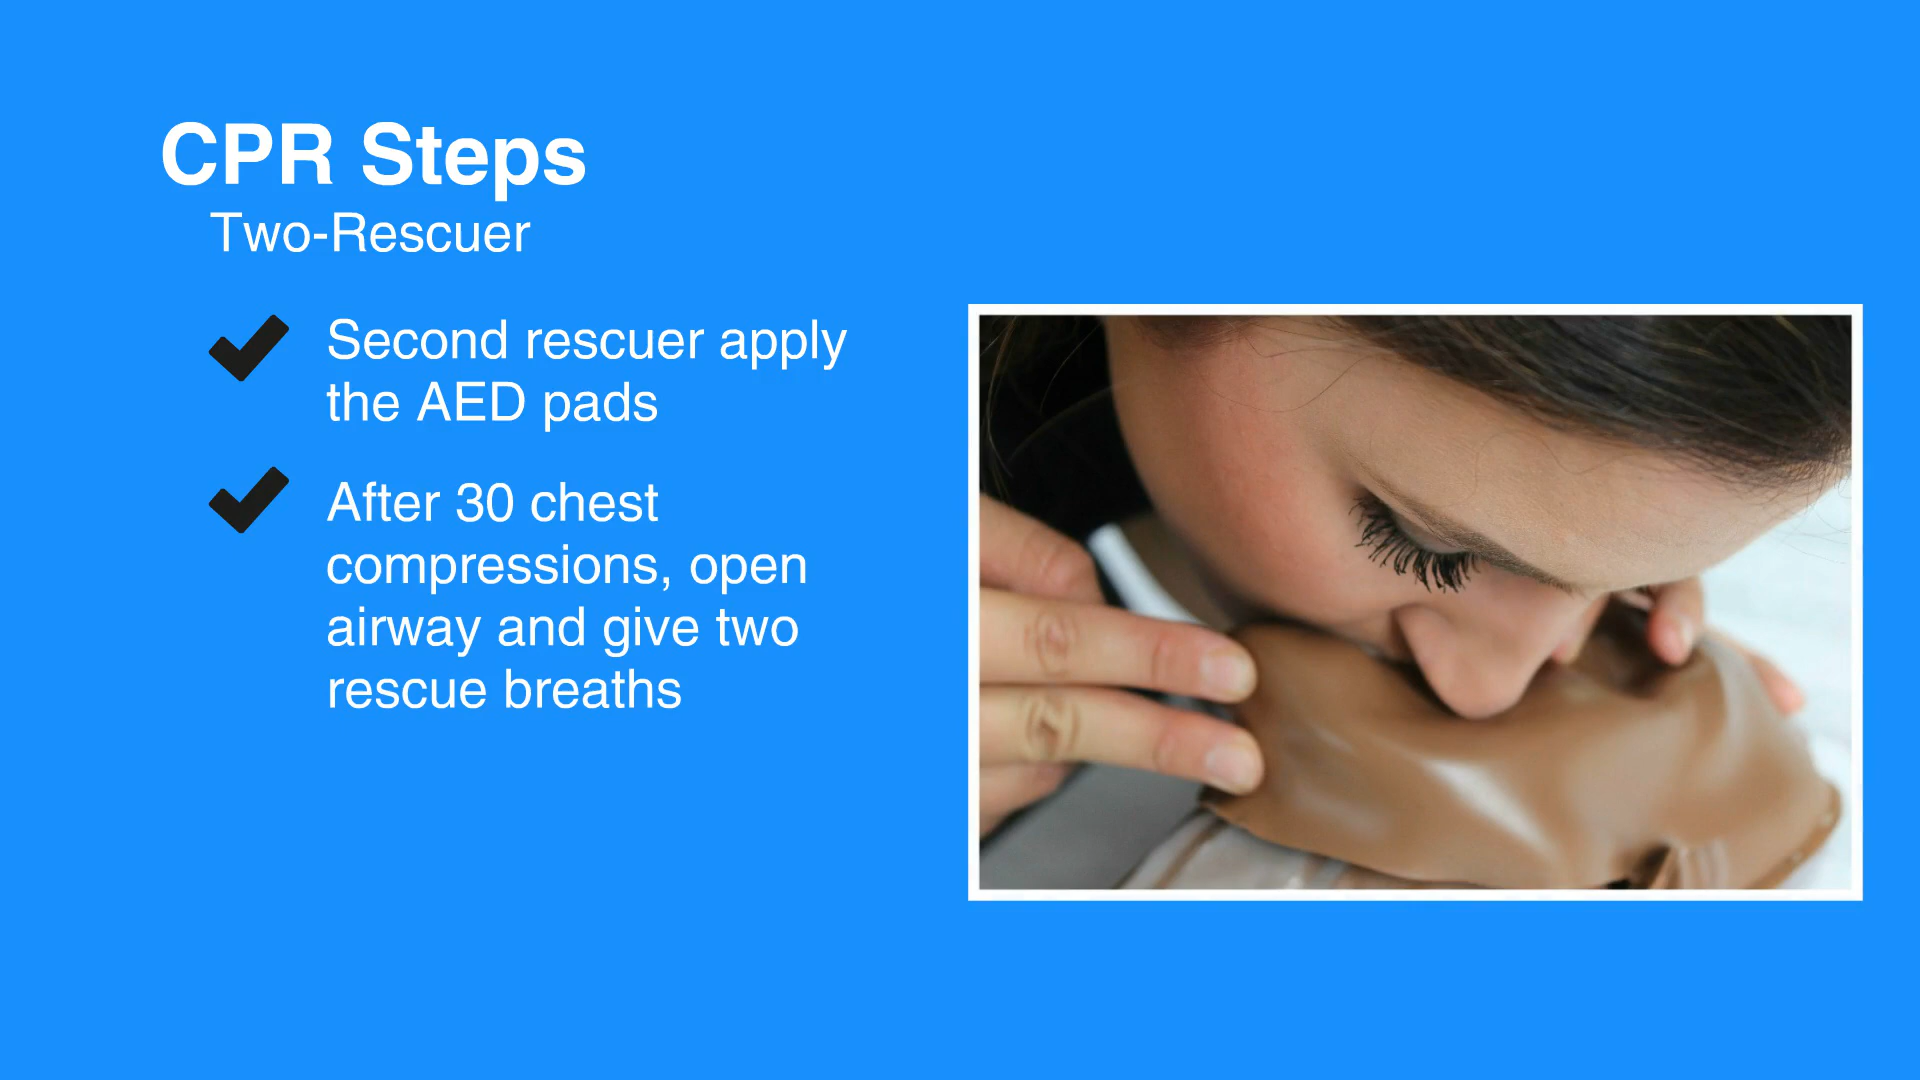 CPR Steps
Two-Rescuer
Second rescuer apply
the AED pads
After 30 chest
compressions, open
airway and give two
rescue breaths